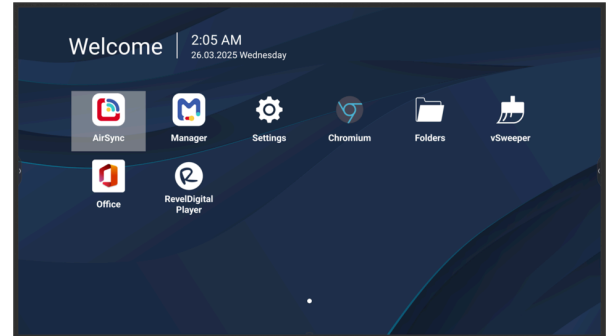 Welcome
2:05 AM
26.03.2025 Wednesday
AirSync
Manager
Settings
Chromium
Folders
vSweeper
Office
RevelDigital
Player